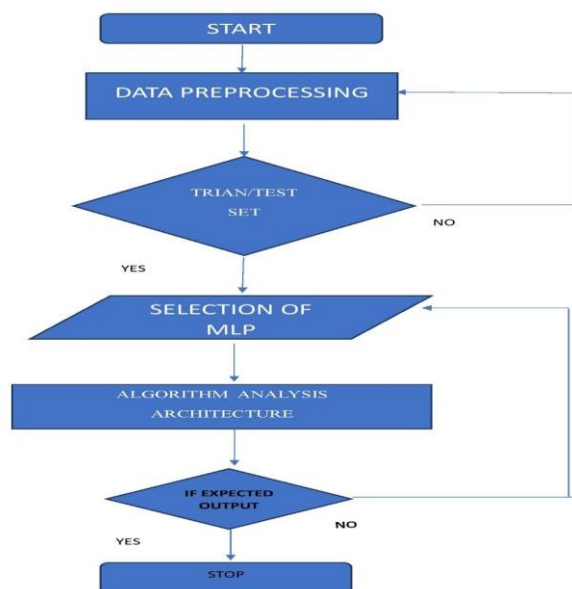 START
DATA PREPROCESSING
TRIAN/TEST
SET
NO
YES
SELECTION OF
MLP
ALGORITHM ANALYSIS
ARCHITECTURE
IF EXPECTED
OUTPUT
NO
YES
STOP